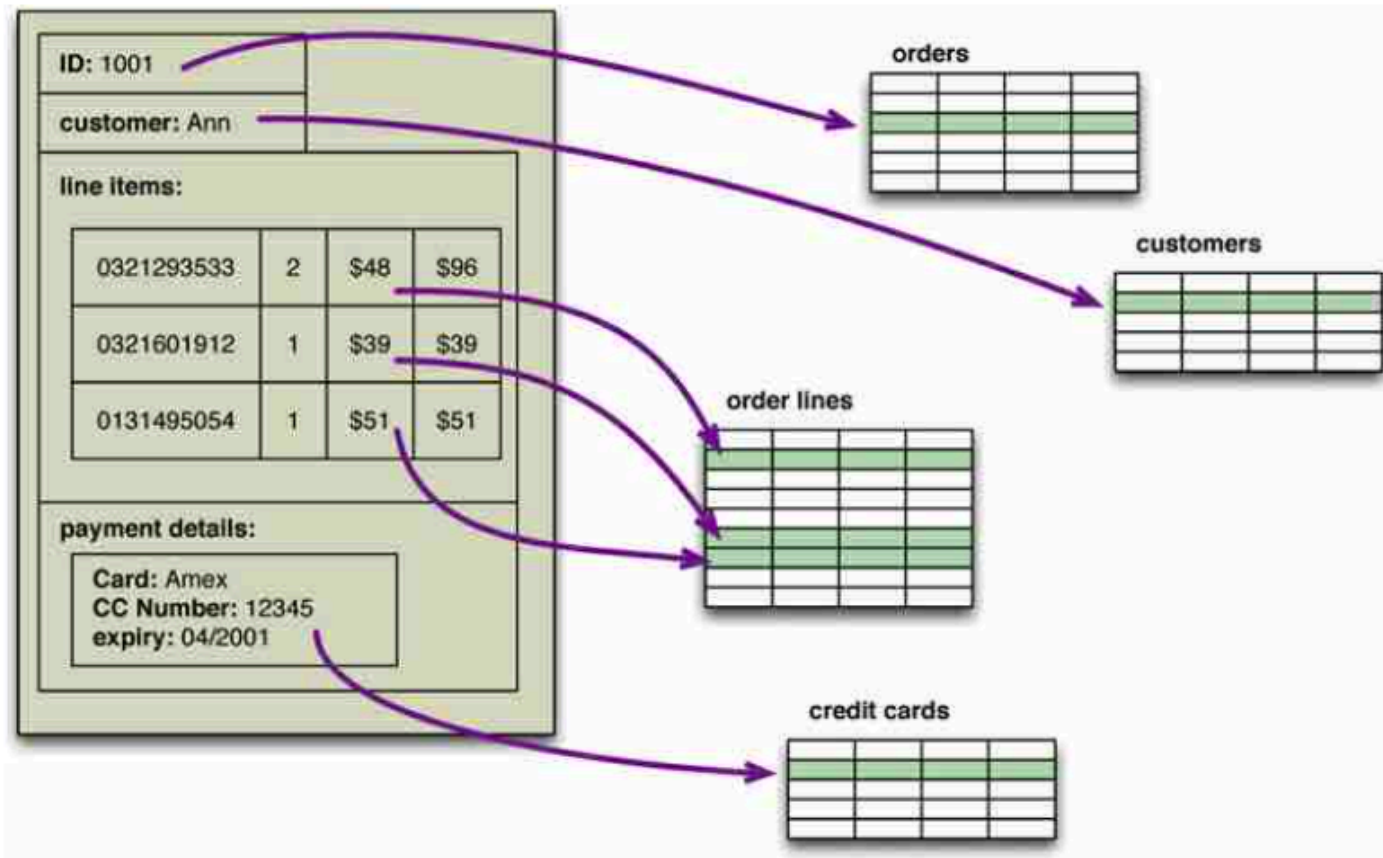 ID: 1001
customer: Ann
line items:
0321293533 2 $48 $96
0321601912 1 $39 $39
0131495054 1 $51 $51
payment details:
Card: Amex
CC Number: 12345
expiry: 04/2001
orders
customers
order lines
credit cards